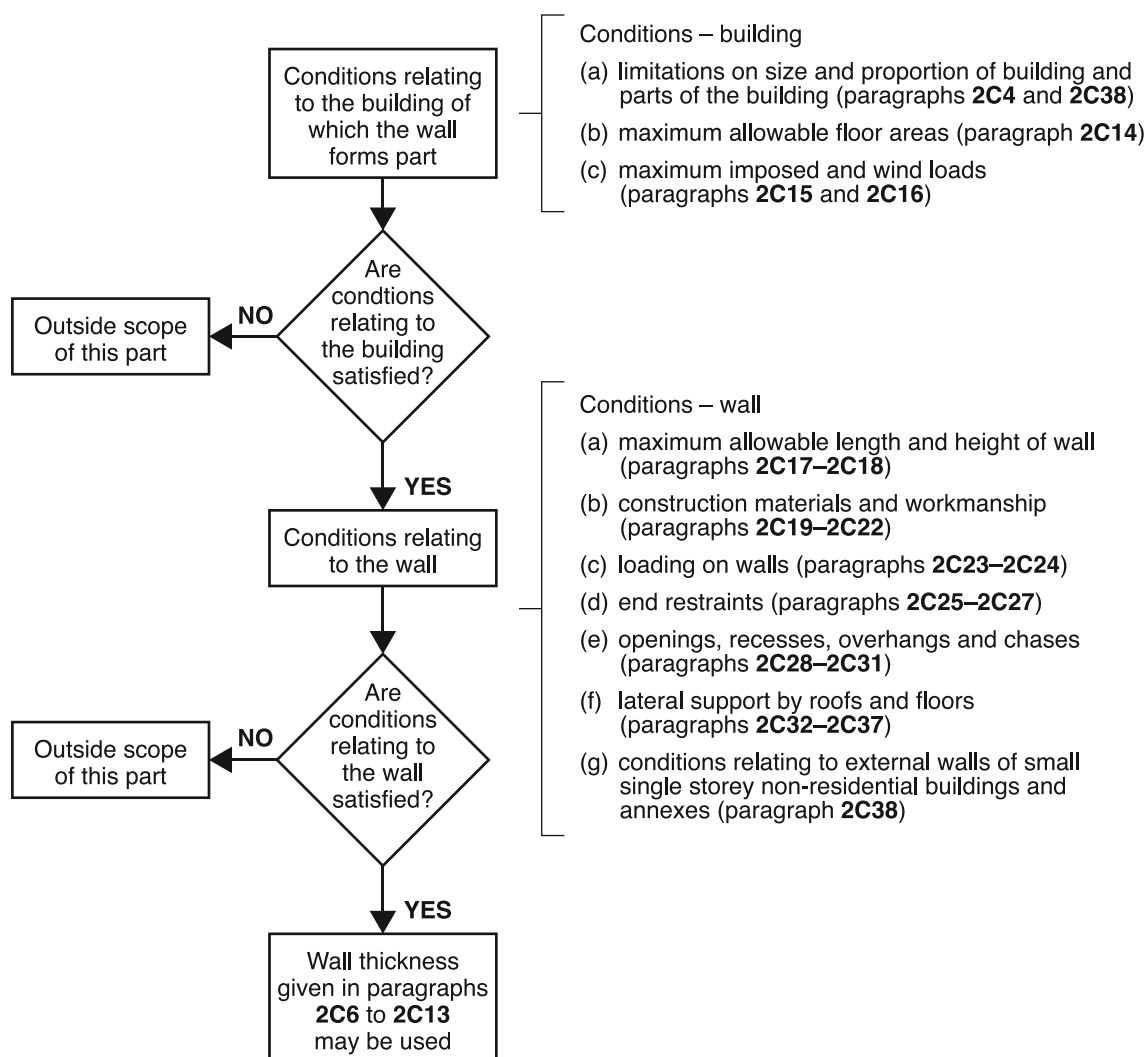 Conditions relating
to the building of
which the wall
forms part
Conditions – building
(a) limitations on size and proportion of building and
parts of the building (paragraphs 2C4 and 2C38)
(b) maximum allowable floor areas (paragraph 2C14)
(c) maximum imposed and wind loads
(paragraphs 2C15 and 2C16)
Are
condtions
relating to
the building
satisfied?
NO
Outside scope
of this part
YES
Conditions relating
to the wall
Conditions – wall
(a) maximum allowable length and height of wall
(paragraphs 2C17–2C18)
(b) construction materials and workmanship
(paragraphs 2C19–2C22)
(c) loading on walls (paragraphs 2C23–2C24)
(d) end restraints (paragraphs 2C25–2C27)
(e) openings, recesses, overhangs and chases
(paragraphs 2C28–2C31)
(f) lateral support by roofs and floors
(paragraphs 2C32–2C37)
(g) conditions relating to external walls of small
single storey non-residential buildings and
annexes (paragraph 2C38)
Are
conditions
relating to
the wall
satisfied?
NO
Outside scope
of this part
YES
Wall thickness
given in paragraphs
2C6 to 2C13
may be used